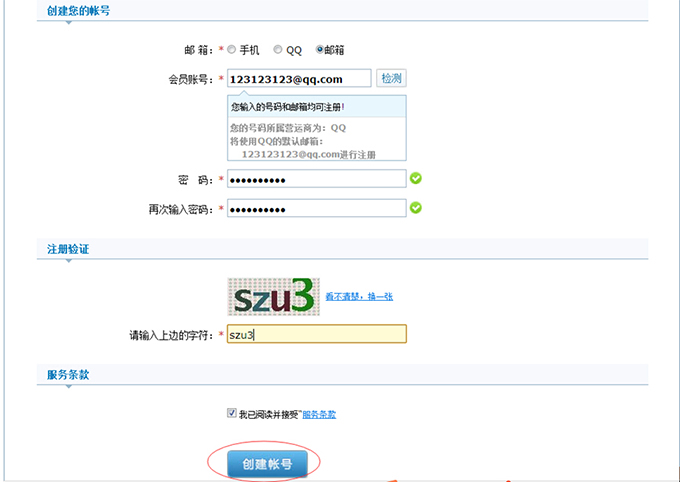 创建您的帐号
邮 箱：* 手机 QQ 邮箱
会员账号：* 123123123@qq.com 检测
您输入的号码和邮箱均可注册！
您的号码所属营运商为：QQ
将使用QQ的默认邮箱：
123123123@qq.com进行注册
密 码：* ●●●●●●●●●●
再次输入密码：* ●●●●●●●●●●
注册验证
szu3 看不清楚，换一张
请输入上边的字符：* szu3
服务条款
我已阅读并接受"服务条款
创建帐号